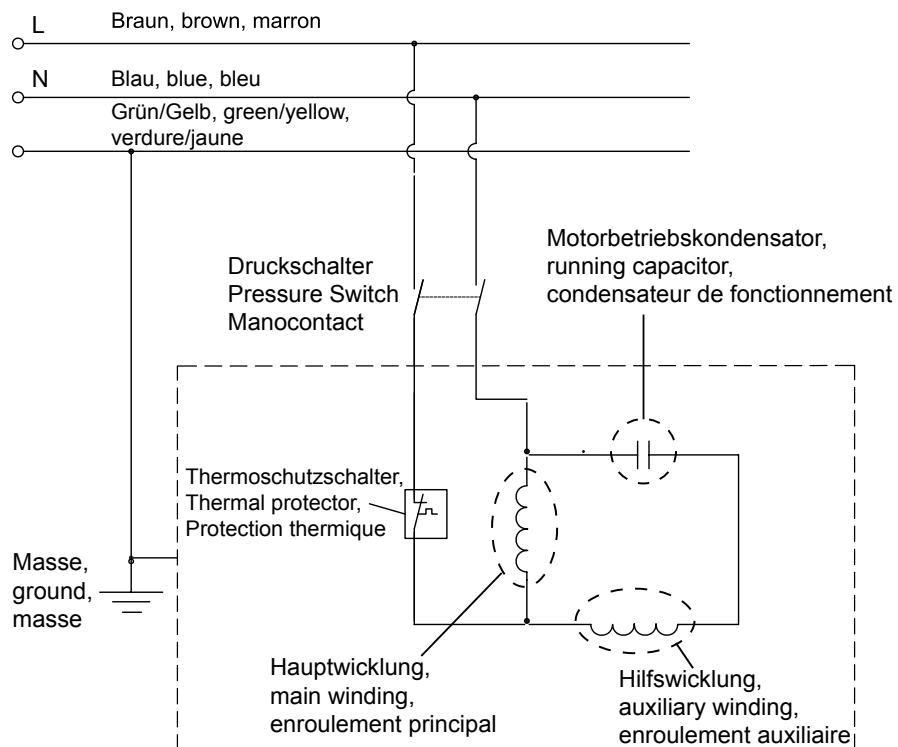 L
Braun, brown, marron
N
Blau, blue, bleu
Grün/Gelb, green/yellow,
verdure/jaune
Motorbetriebskondensator,
running capacitor,
condensateur de fonctionnement
Druckschalter
Pressure Switch
Manocontact
Thermoschutzschalter,
Thermal protector,
Protection thermique
Masse,
ground,
masse
Hauptwicklung,
main winding,
enroulement principal
Hilfswicklung,
auxiliary winding,
enroulement auxiliaire